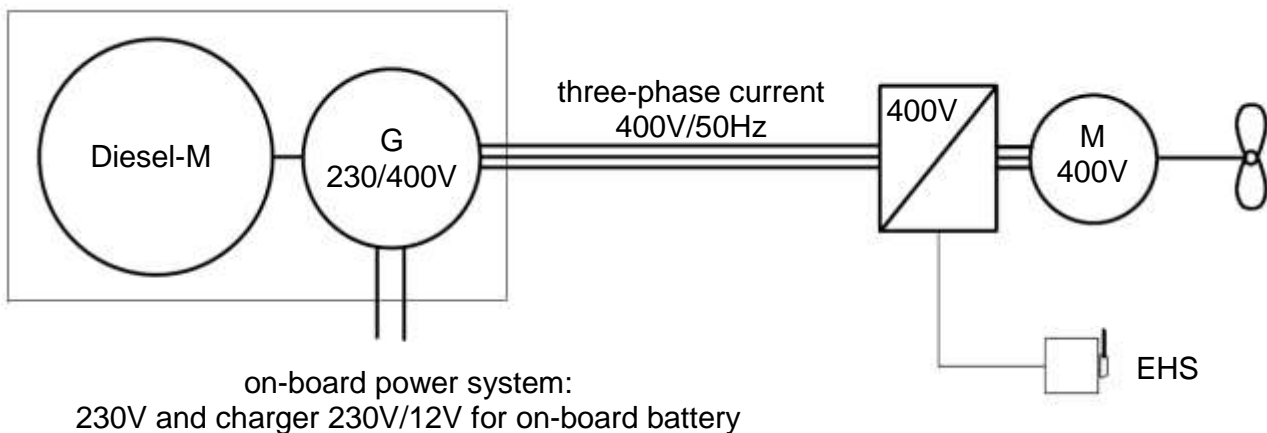 Diesel-M
G
230/400V
three-phase current
400V/50Hz
400V
M
400V
EHS
on-board power system:
230V and charger 230V/12V for on-board battery